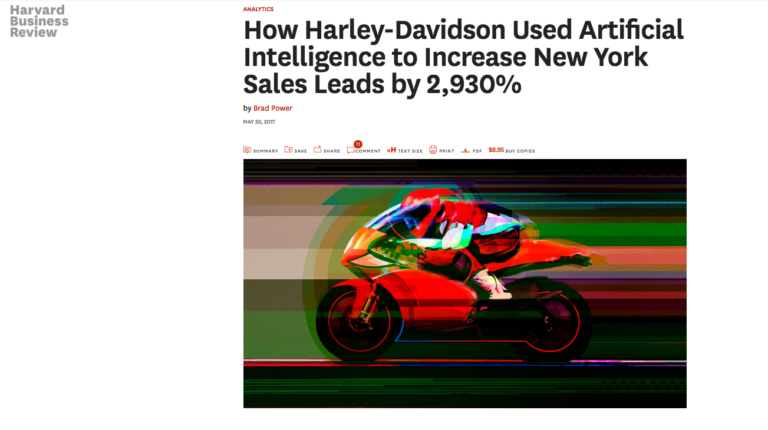 Harvard
Business
Review
ANALYTICS
How Harley-Davidson Used Artificial
Intelligence to Increase New York
Sales Leads by 2,930%
by Brad Power
MAY 30, 2017
SUMMARY SAVE SHARE COMMENT TEXT SIZE PRINT PDF $8.95 BUY COPIES